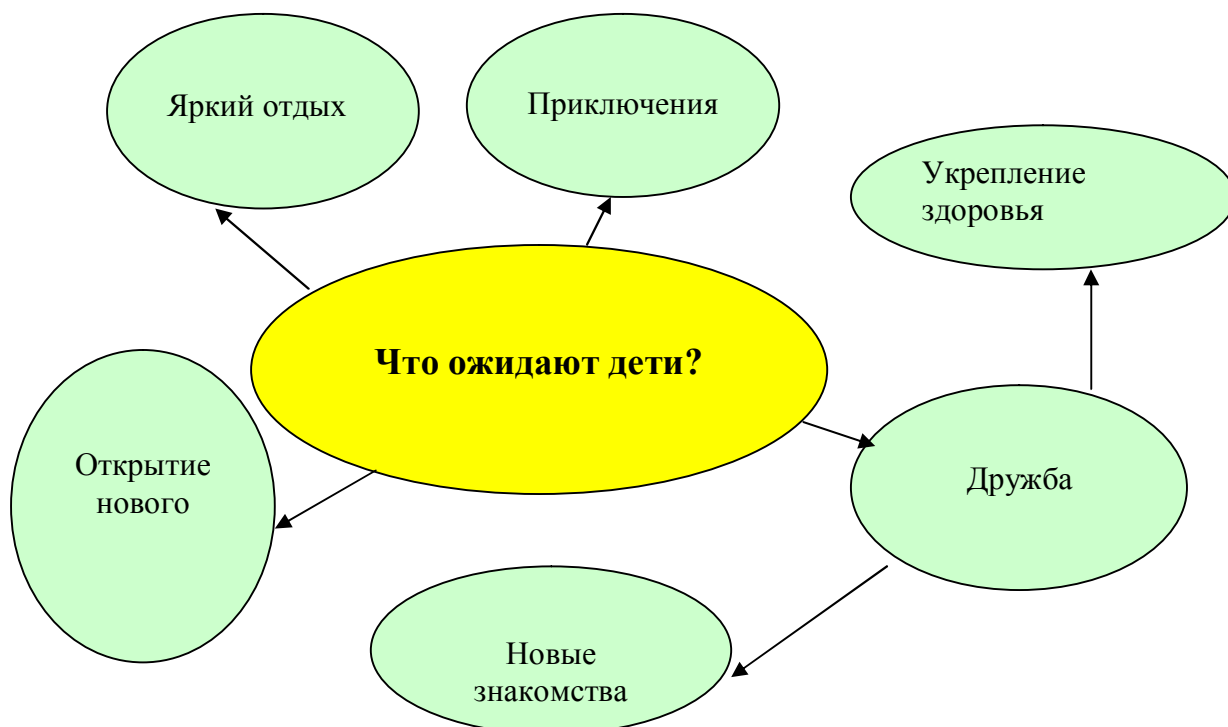 Яркий отдых
Приключения
Укрепление
здоровья
Что ожидают дети?
Открытие
нового
Дружба
Новые
знакомства